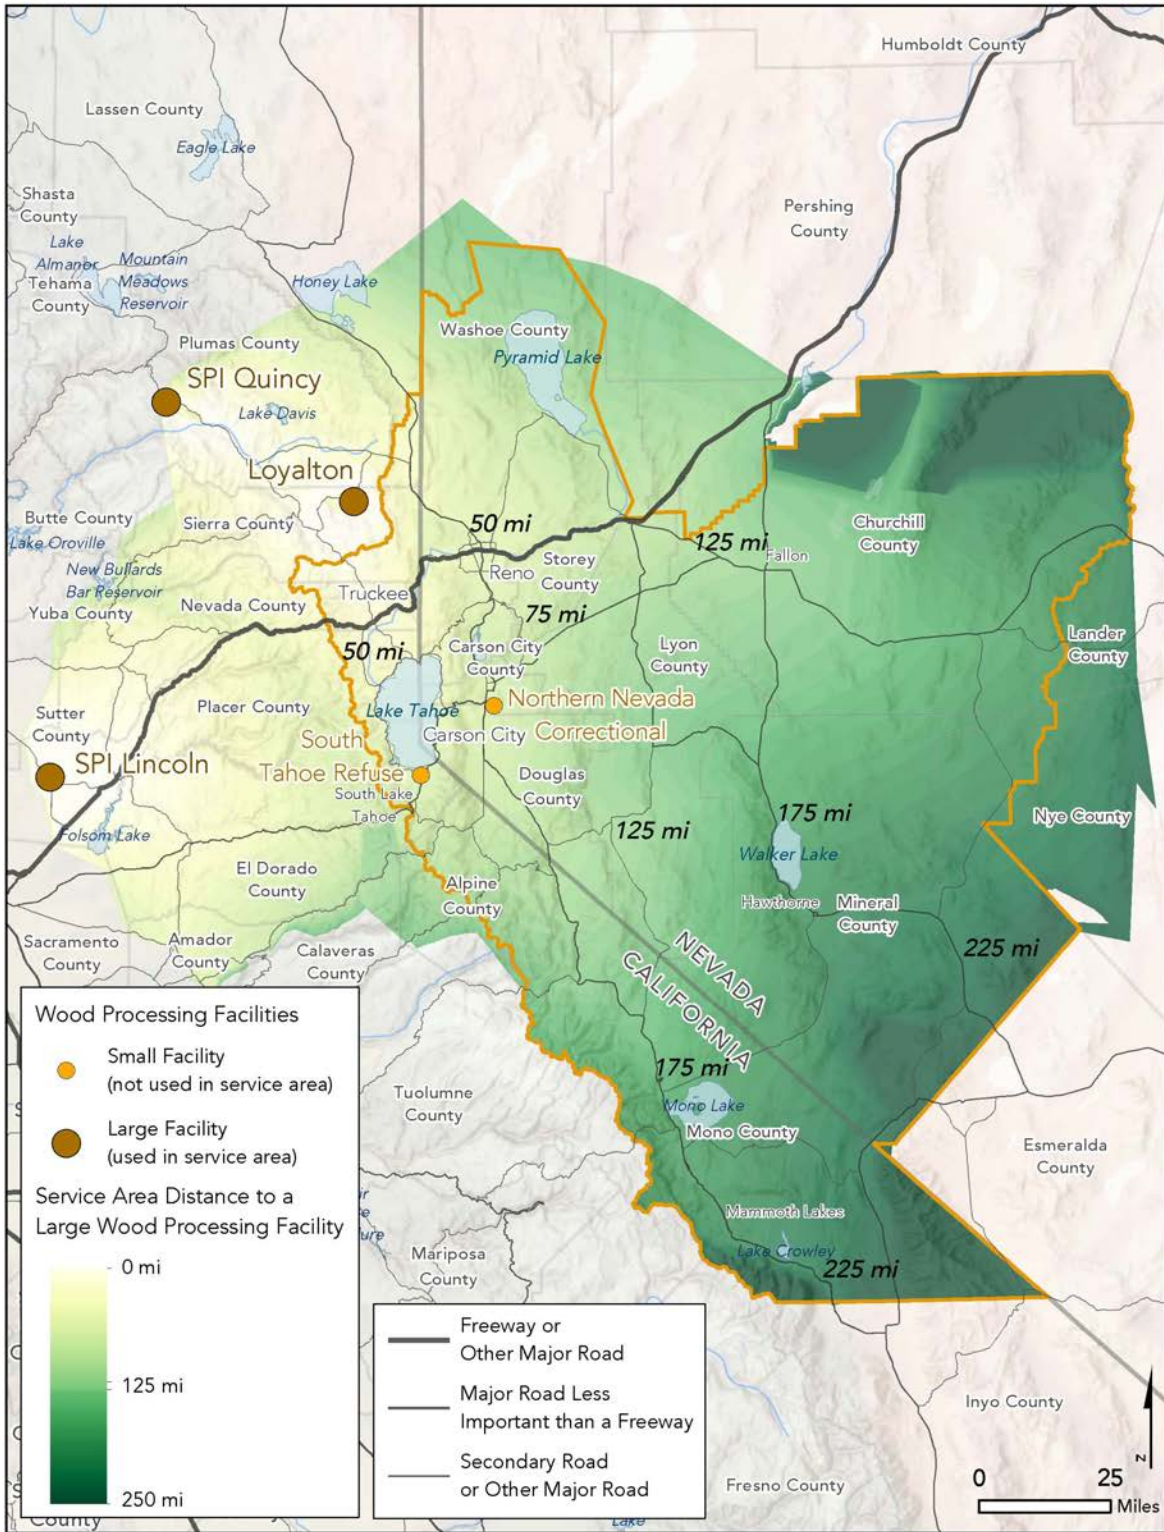 Humboldt County
Lassen County
Eagle Lake
Shasta
County
Pershing
County
Lake
Almanor
Mountain
Meadows
Reservoir
Tehama
County
Honey Lake
Washoe County
Pyramid Lake
Plumas County
SPI Quincy
Lake Davis
Loyalton
Butte County
Lake Oroville
Sierra County
50 mi
125 mi
Churchill
County
Fallon
New Bullards
Bar Reservoir
Storey
County
Reno
Yuba County
Nevada County
Truckee
75 mi
50 mi
Carson City
County
Lyon
County
Lander
County
Sutter
County
Placer County
Lake Tahoe
Northern Nevada
Correctional
Carson City
South
Tahoe Refuse
SPI Lincoln
South Lake
Tahoe
Douglas
County
Folsom Lake
125 mi
175 mi
Nye County
Walker Lake
El Dorado
County
Alpine
County
Hawthorne
Mineral
County
Sacramento
County
Amador
County
Calaveras
County
225 mi
NEVADA
CALIFORNIA
175 mi
Mono Lake
Mono County
Tuolumne
County
Esmeralda
County
Mammoth Lakes
Lake Crowley
225 mi
Mariposa
County
Inyo County
Fresno County
Lake
County
Wood Processing Facilities
Small Facility
(not used in service area)
Large Facility
(used in service area)
Service Area Distance to a
Large Wood Processing Facility
0 mi
125 mi
250 mi
Freeway or
Other Major Road
Major Road Less
Important than a Freeway
Secondary Road
or Other Major Road
N
0 25
Miles